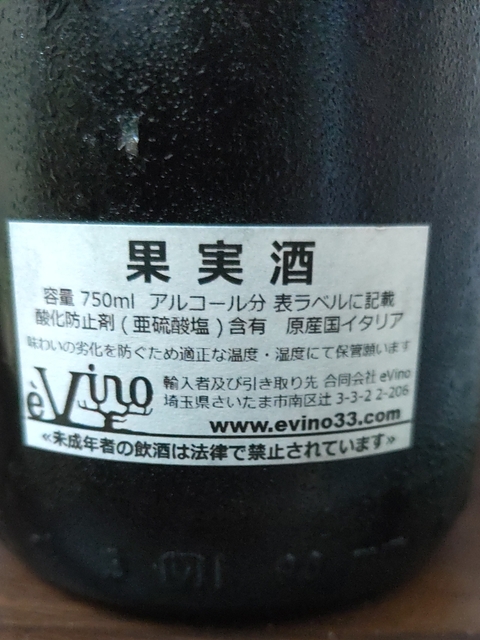 果実酒
容量 750ml アルコール分 表ラベルに記載
酸化防止剤 ( 亜硫酸塩 ) 含有 原産国イタリア
味わいの劣化を防ぐため適正な温度・湿度にて保管願います
èVino
輸入者及び引き取り先 合同会社 eVino
埼玉県さいたま市南区辻 3-3-2 2-206
www.evino33.com
«未成年者の飲酒は法律で禁止されています»